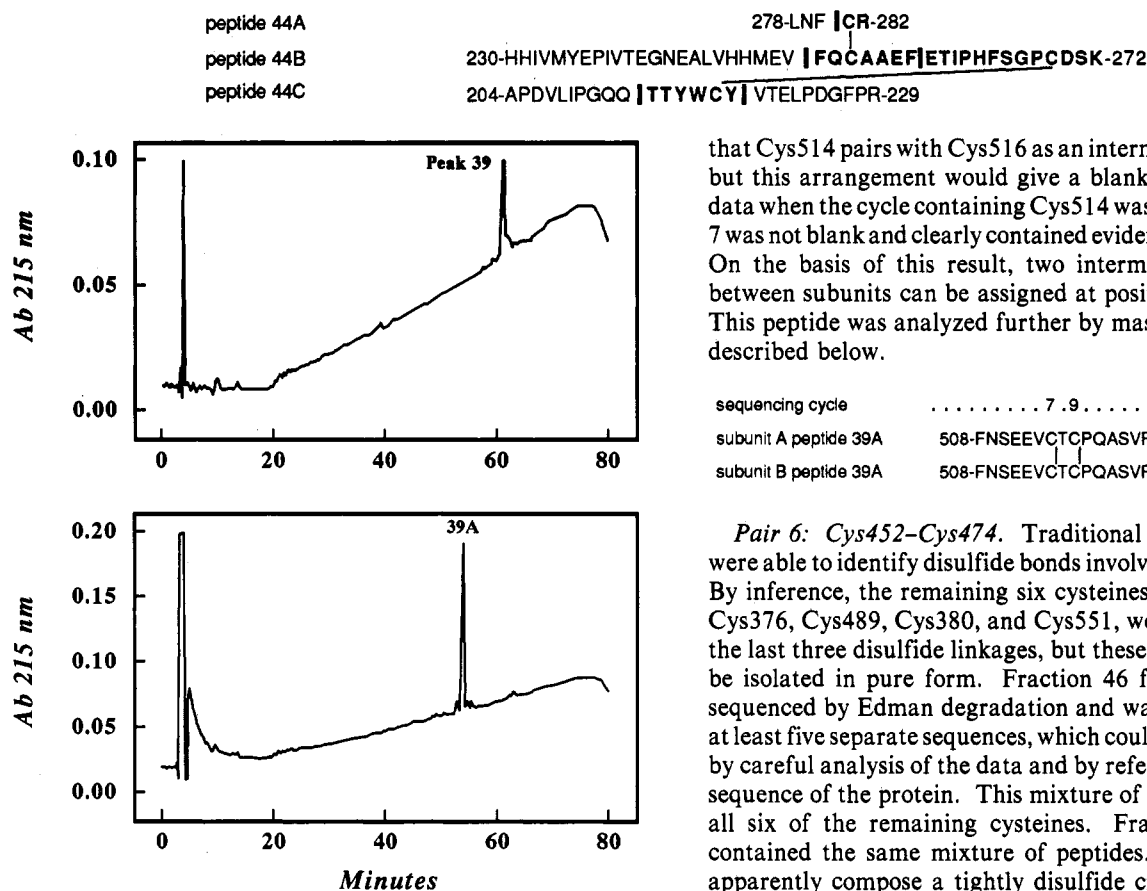 peptide 44A 278-LNF |CR-282
peptide 44B 230-HHIVMYEPIVTEGNEALVHHMEV |FQCAAEF|ETIPHFSGPCDSK-272
peptide 44C 204-APDVLIPGQQ |TTYWCY| VTELPDGFPR-229
0.10
Peak 39
0.05
0.00
Ab 215 nm
0 20 40 60 80
39A
0.20
0.15
0.10
0.05
0.00
Ab 215 nm
0 20 40 60 80
Minutes
that Cys514 pairs with Cys516 as an intern
but this arrangement would give a blank
data when the cycle containing Cys514 was
7 was not blank and clearly contained evider
On the basis of this result, two interm
between subunits can be assigned at posi
This peptide was analyzed further by mas
described below.
sequencing cycle . . . . . . . . . 7 . 9 . . . . .
subunit A peptide 39A 508-FNSEEVCTCPQASVF
subunit B peptide 39A 508-FNSEEVCTCPQASVF
Pair 6: Cys452–Cys474. Traditional
were able to identify disulfide bonds involv
By inference, the remaining six cysteines
Cys376, Cys489, Cys380, and Cys551, we
the last three disulfide linkages, but these
be isolated in pure form. Fraction 46 f
sequenced by Edman degradation and wa
at least five separate sequences, which coul
by careful analysis of the data and by refe
sequence of the protein. This mixture of
all six of the remaining cysteines. Fra
contained the same mixture of peptides.
apparently compose a tightly disulfide c